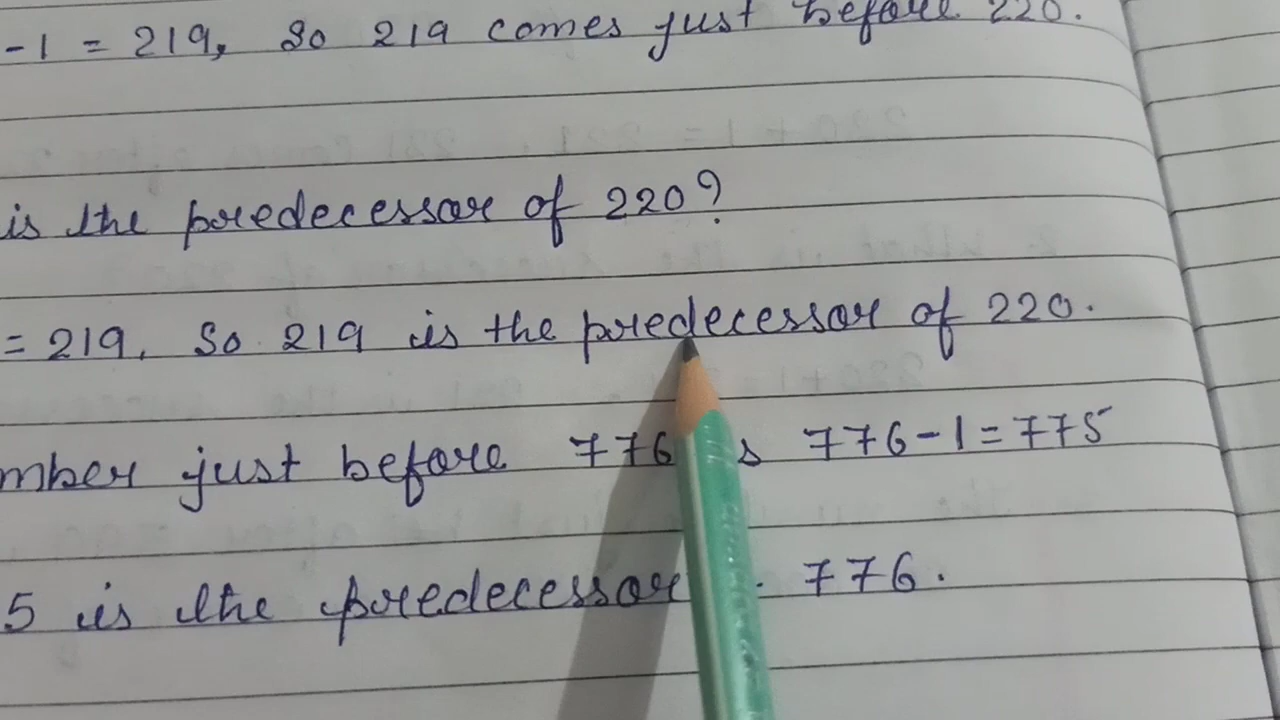 -1 = 219, So 219 comes just before 220.
is the predecessor of 220?
= 219. So 219 is the predecessor of 220.
mber just before 776 s 776-1=775
5 is the predecessor 776.